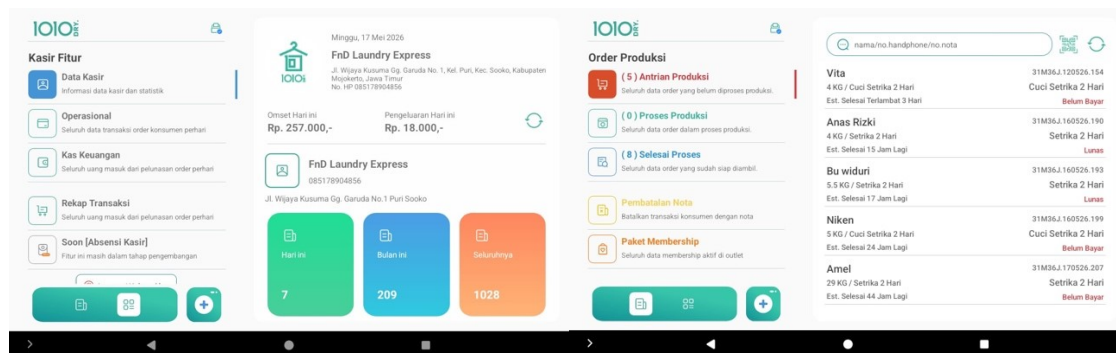 1010 DRY.
Kasir Fitur
Data Kasir
Informasi data kasir dan statistik
Operasional
Seluruh data transaksi order konsumen perhari
Kas Keuangan
Seluruh uang masuk dari pelunasan order perhari
Rekap Transaksi
Seluruh uang masuk dari pelunasan order perhari
Soon [Absensi Kasir]
Fitur ini masih dalam tahap pengembangan
1010i
Minggu, 17 Mei 2026
FnD Laundry Express
Jl. Wijaya Kusuma Gg. Garuda No. 1, Kel. Puri, Kec. Sooko, Kabupaten
Mojokerto, Jawa Timur
No. HP 085178904856
Omset Hari ini
Rp. 257.000,-
Pengeluaran Hari ini
Rp. 18.000,-
FnD Laundry Express
085178904856
Jl. Wijaya Kusuma Gg. Garuda No.1 Puri Sooko
Hari ini
7
Bulan ini
209
Seluruhnya
1028
1010 DRY.
Order Produksi
( 5 ) Antrian Produksi
Seluruh data order yang belum diproses produksi.
( 0 ) Proses Produksi
Seluruh data order dalam proses produksi.
( 8 ) Selesai Proses
Seluruh data order yang sudah siap diambil.
Pembatalan Nota
Batalkan transaksi konsumen dengan nota
Paket Membership
Seluruh data membership aktif di outlet
nama/no.handphone/no.nota
Vita 31M36J.120526.154
4 KG / Setrika 2 Hari Cuci Setrika 2 Hari
Est. Selesai Terlambat 3 Hari Belum Bayar
Anas Rizki 31M36J.160526.190
4 KG / Setrika 2 Hari Setrika 2 Hari
Est. Selesai 15 Jam Lagi Lunas
Bu widuri 31M36J.160526.193
5.5 KG / Setrika 2 Hari Setrika 2 Hari
Est. Selesai 17 Jam Lagi Lunas
Niken 31M36J.160526.199
5 KG / Cuci Setrika 2 Hari Cuci Setrika 2 Hari
Est. Selesai 24 Jam Lagi Belum Bayar
Amel 31M36J.170526.207
29 KG / Setrika 2 Hari Setrika 2 Hari
Est. Selesai 44 Jam Lagi Belum Bayar